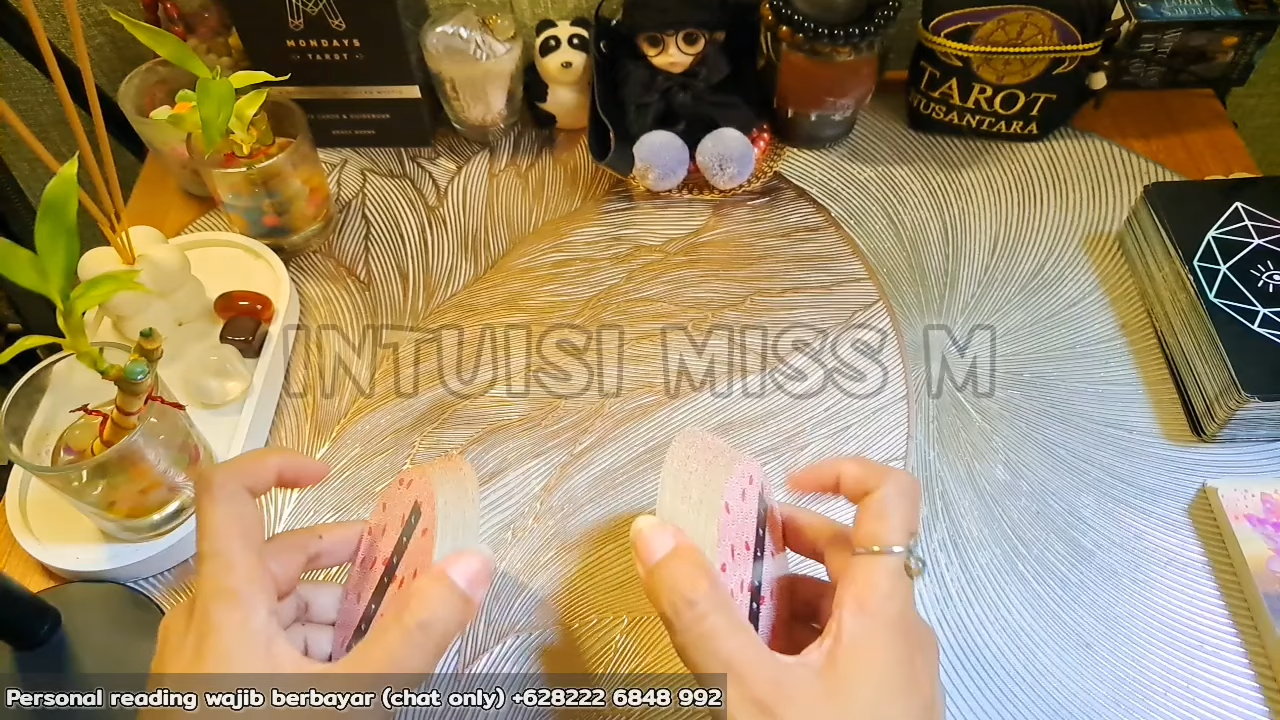 MONDAYS
TAROT
TAROT
NUSANTARA
INTUISI MISS M
Personal reading wajib berbayar (chat only) +628222 6848 992